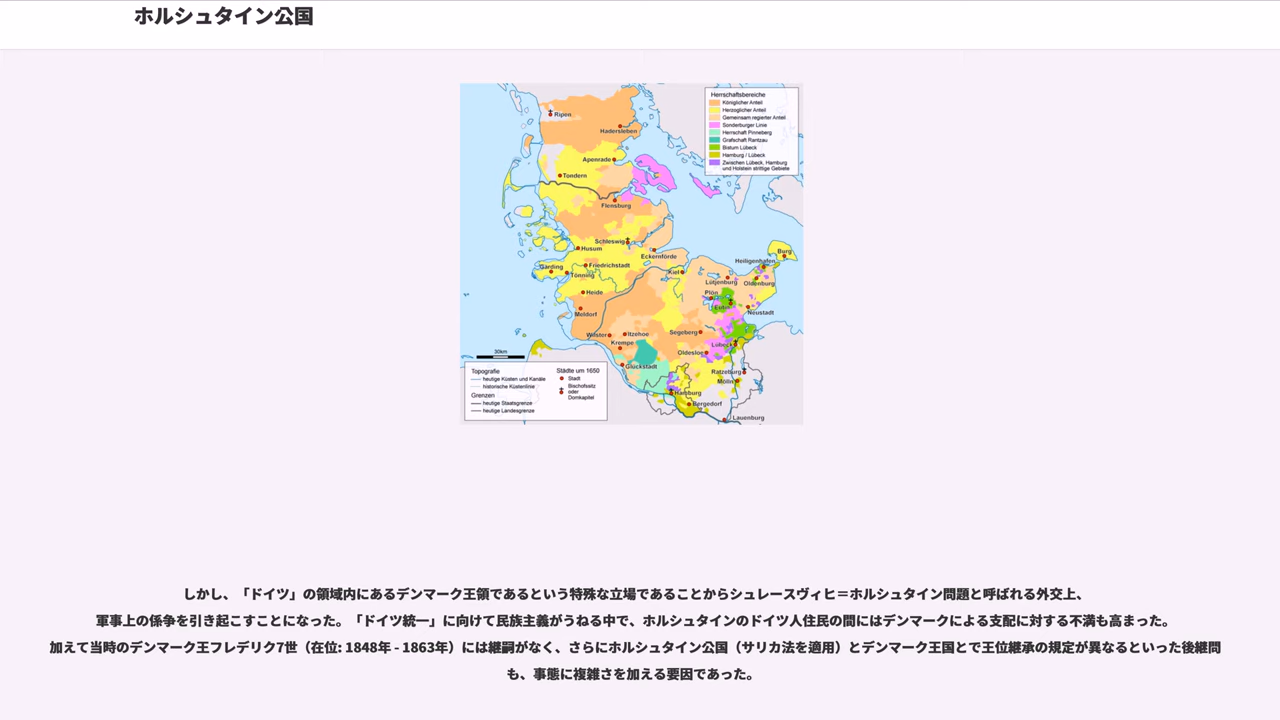 ホルシュタイン公国
Herrschaftsbereiche
Königlicher Anteil
Herzoglicher Anteil
Gemeinsam regierter Anteil
Sonderburger Linie
Herrschaft Pinneberg
Grafschaft Rantzau
Bistum Lübeck
Hamburg / Lübeck
Zwischen Lübeck, Hamburg
und Holstein strittige Gebiete
Ripen
Hadersleben
Apenrade
Tondern
Flensburg
Schleswig
Husum
Eckernförde
Burg
Heiligenhafen
Garding
Friedrichstadt
Tönning
Kiel
Lütjenburg
Oldenburg
Heide
Plön
Eutin
Meldorf
Neustadt
Wilster
Itzehoe
Segeberg
Krempe
Lübeck
Oldesloe
Glückstadt
Ratzeburg
Mölln
Hamburg
Bergedorf
Lauenburg
30km
Topografie
heutige Küsten und Kanäle
historische Küstenlinie
Grenzen
heutige Staatsgrenze
heutige Landesgrenze
Städte um 1650
Stadt
Bischofssitz
oder
Domkapitel
しかし、「ドイツ」の領域内にあるデンマーク王領であるという特殊な立場であることからシュレースヴィヒ＝ホルシュタイン問題と呼ばれる外交上、
軍事上の係争を引き起こすことになった。「ドイツ統一」に向けて民族主義がうねる中で、ホルシュタインのドイツ人住民の間にはデンマークによる支配に対する不満も高まった。
加えて当時のデンマーク王フレデリク7世（在位: 1848年 - 1863年）には継嗣がなく、さらにホルシュタイン公国（サリカ法を適用）とデンマーク王国とで王位継承の規定が異なるといった後継問
も、事態に複雑さを加える要因であった。